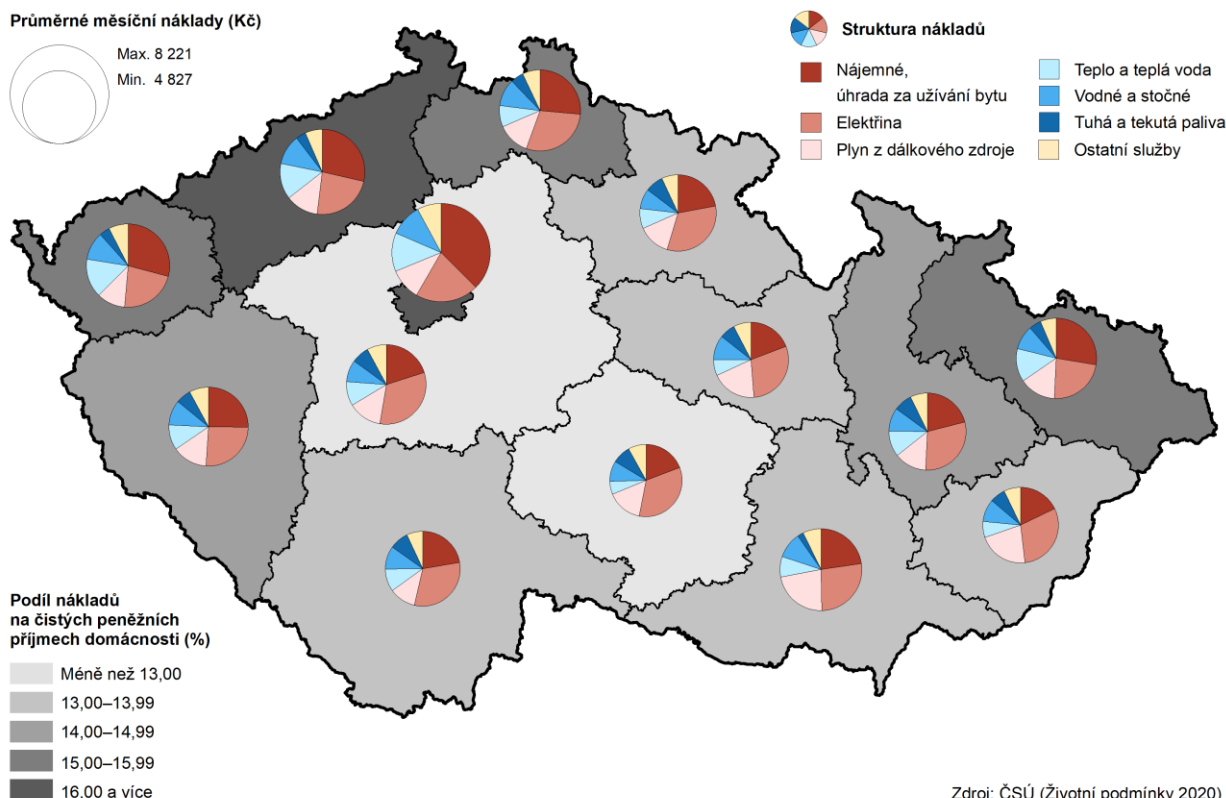 Průměrné měsíční náklady (Kč)
Max. 8 221
Min. 4 827
Struktura nákladů
Nájemné,
úhrada za užívání bytu
Elektřina
Plyn z dálkového zdroje
Teplo a teplá voda
Vodné a stočné
Tuhá a tekutá paliva
Ostatní služby
Podíl nákladů
na čistých peněžních
příjmech domácnosti (%)
Méně než 13,00
13,00–13,99
14,00–14,99
15,00–15,99
16,00 a více
Zdroj: ČSÚ (Životní podmínky 2020)